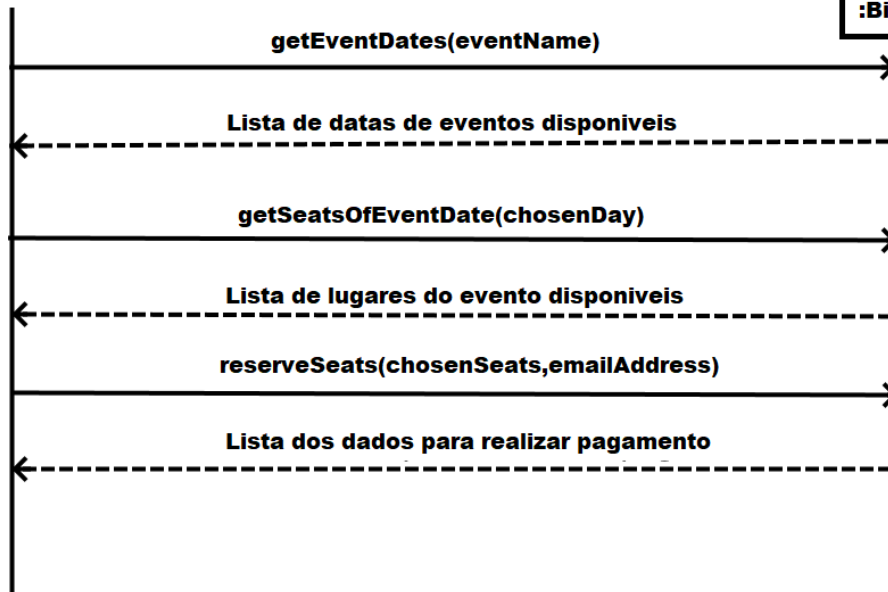 :Bi
getEventDates(eventName)
Lista de datas de eventos disponiveis
getSeatsOfEventDate(chosenDay)
Lista de lugares do evento disponiveis
reserveSeats(chosenSeats,emailAddress)
Lista dos dados para realizar pagamento